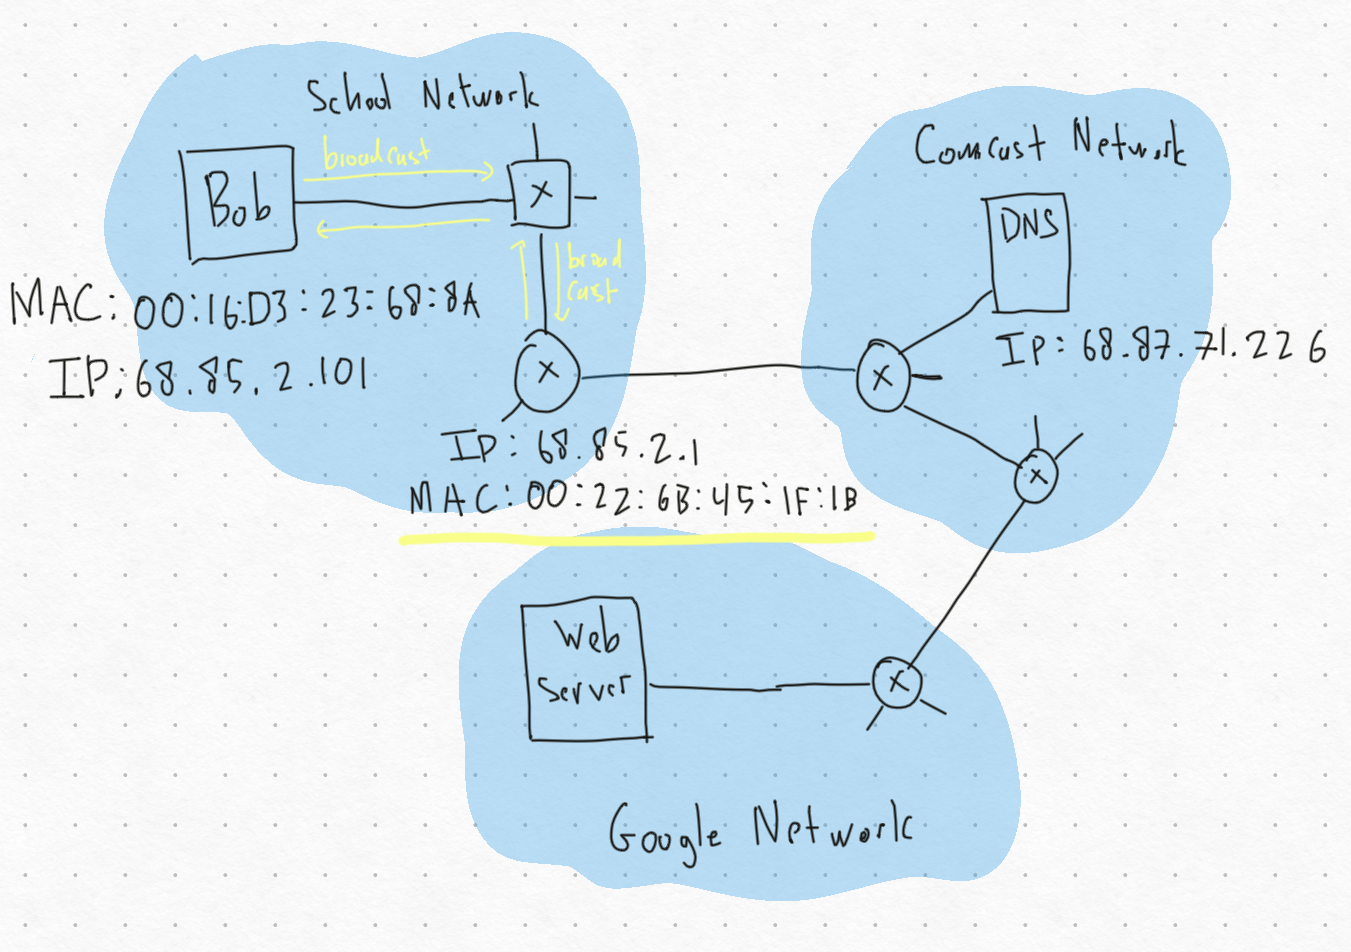 School Network
broadcast
Bob
X
broad
cast
MAC: 00:16:D3:23:68:8A
IP: 68.85.2.101
X
IP: 68.85.2.1
MAC: 00:22:6B:45:1F:1B
Comcast Network
DNS
IP: 68.87.71.226
X
X
Web
Server
X
Google Network